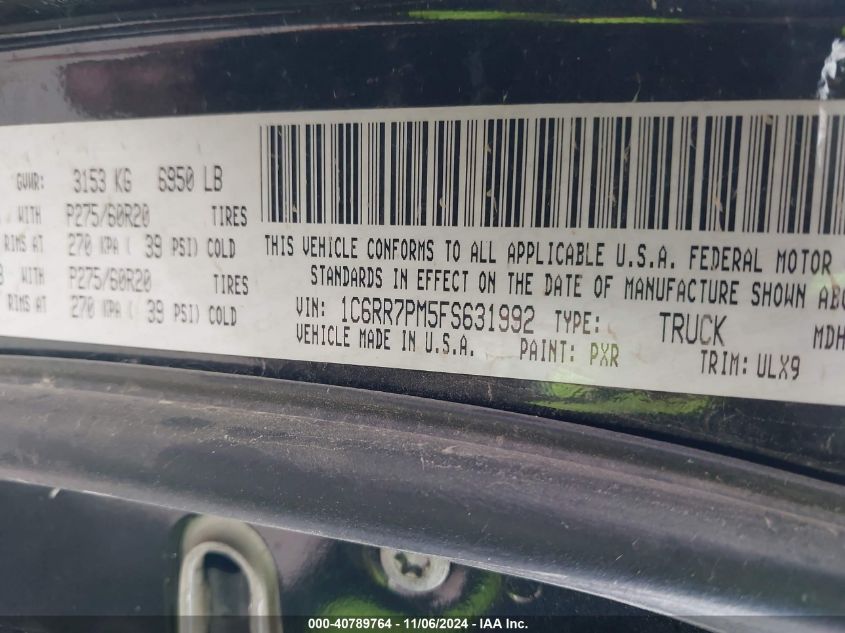 GVWR: 3153 KG 6950 LB
WITH P275/60R20 TIRES
RIMS AT 270 KPA ( 39 PSI) COLD
WITH P275/60R20 TIRES
RIMS AT 270 KPA ( 39 PSI) COLD
THIS VEHICLE CONFORMS TO ALL APPLICABLE U.S.A. FEDERAL MOTOR
STANDARDS IN EFFECT ON THE DATE OF MANUFACTURE SHOWN ABO
VIN: 1C6RR7PM5FS631992 TYPE: TRUCK MDH
VEHICLE MADE IN U.S.A. PAINT: PXR TRIM: ULX9
000-40789764 - 11/06/2024 - IAA Inc.